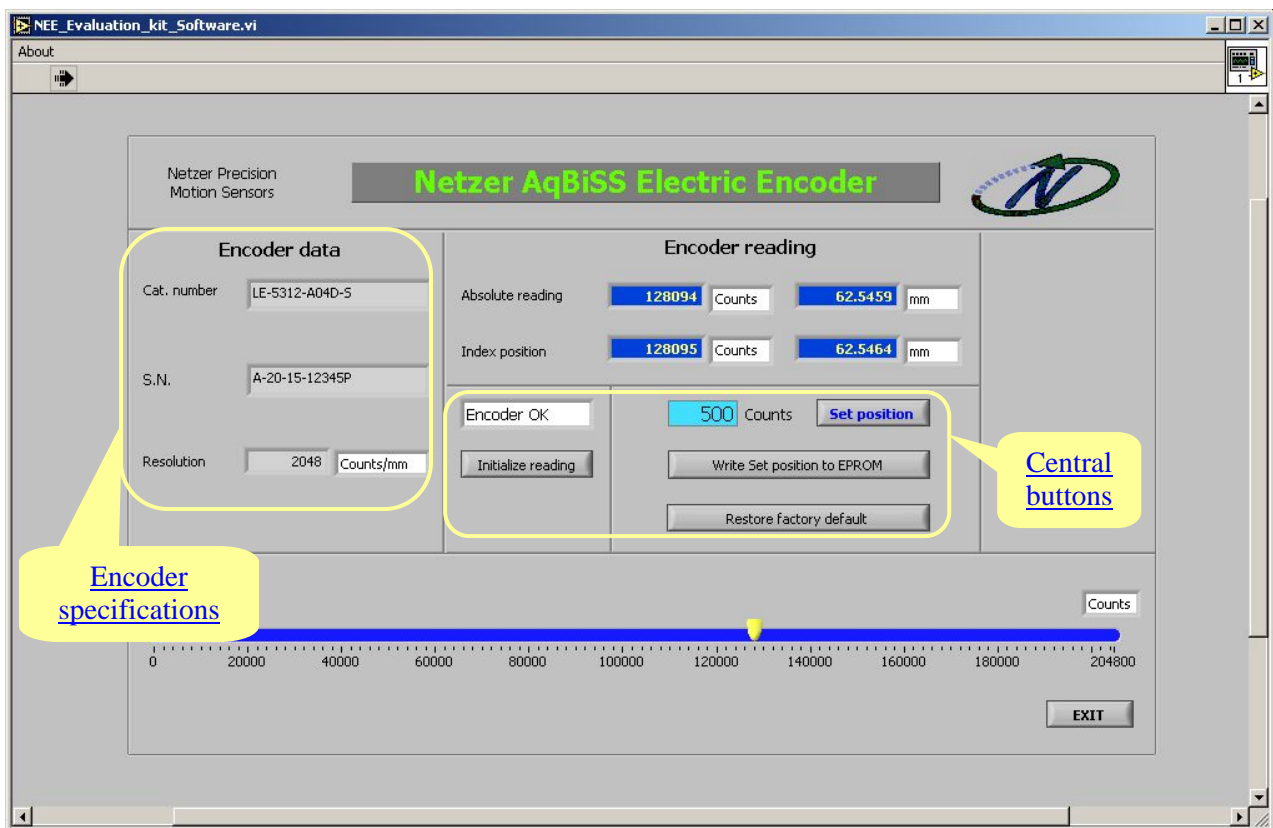 NEE_Evaluation_kit_Software.vi
About
1
Netzer Precision
Motion Sensors
Netzer AqBiSS Electric Encoder
N
Encoder data
Cat. number
LE-5312-A04D-S
S.N.
A-20-15-12345P
Resolution
2048
Counts/mm
Encoder reading
Absolute reading
128094 Counts
62.5459 mm
Index position
128095 Counts
62.5464 mm
Encoder OK
Initialize reading
500 Counts
Set position
Write Set position to EPROM
Restore factory default
Central
buttons
Encoder
specifications
Counts
0 20000 40000 60000 80000 100000 120000 140000 160000 180000 204800
EXIT